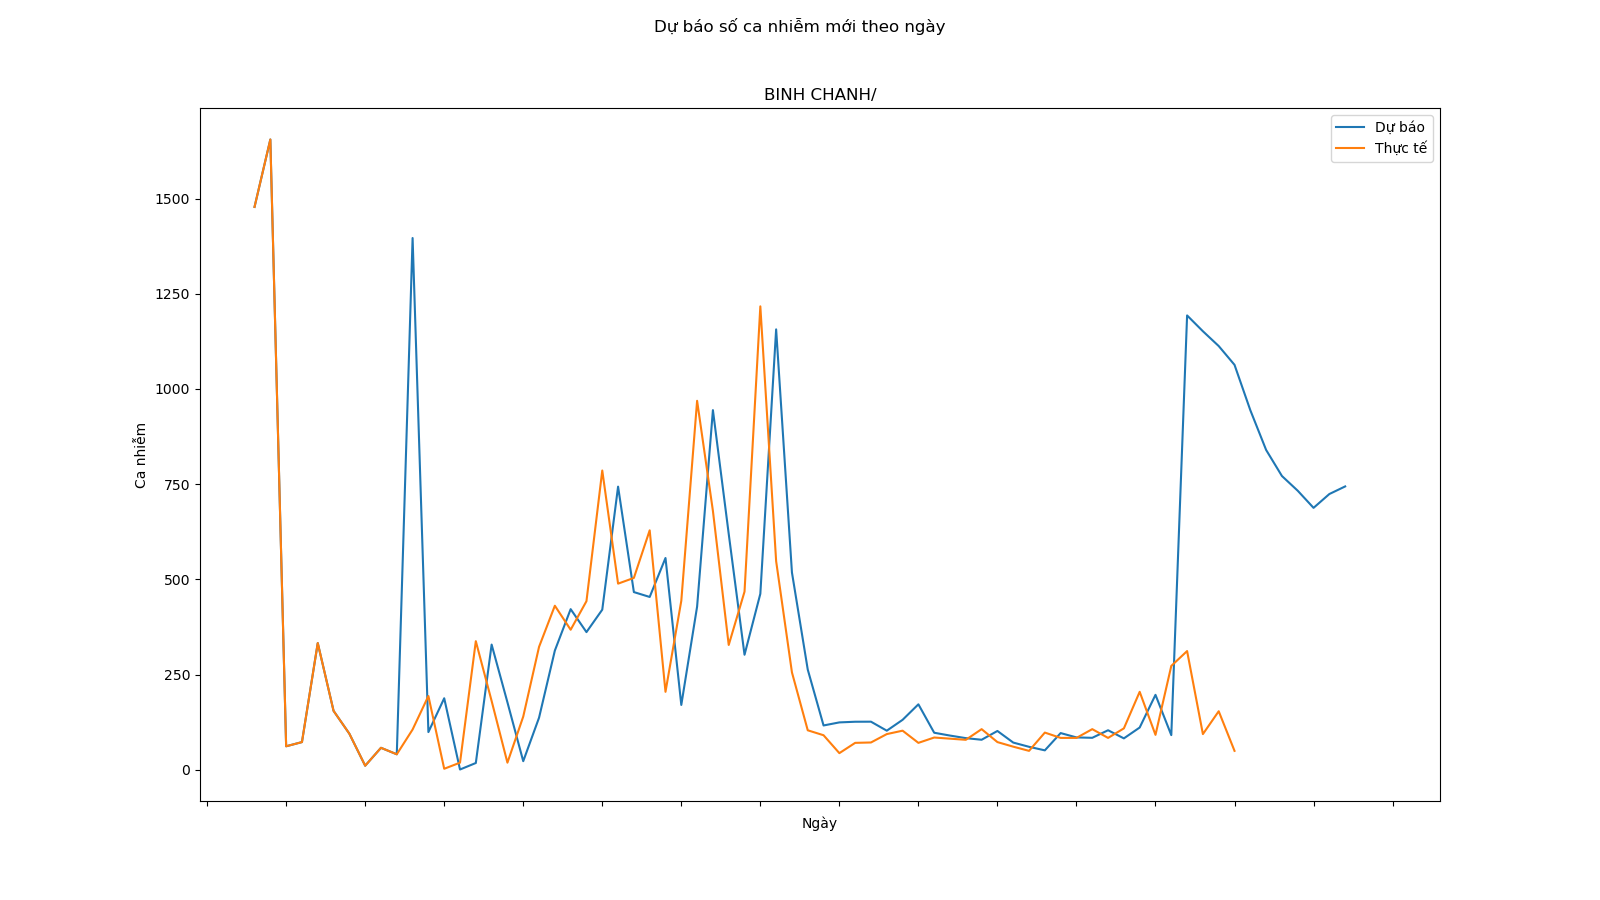 Dự báo số ca nhiễm mới theo ngày
BINH CHANH/
Dự báo
Thực tế
1500
1250
1000
750
500
250
0
Ca nhiễm
Ngày